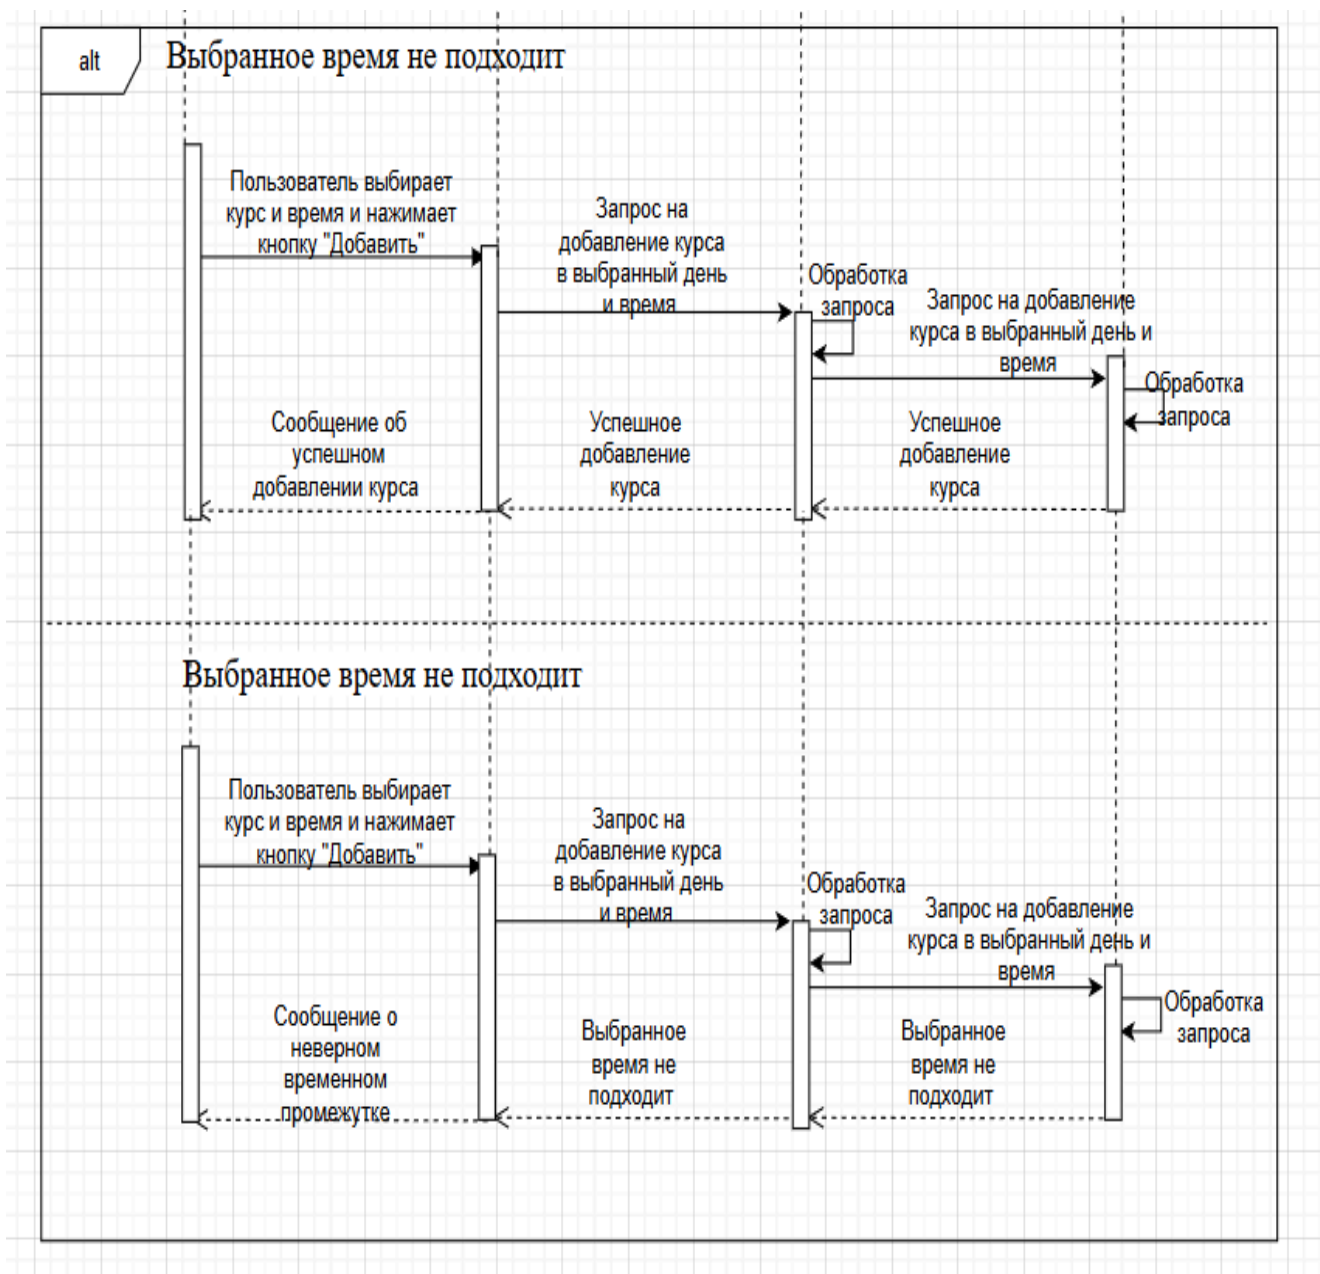 alt
Выбранное время не подходит
Пользователь выбирает
курс и время и нажимает
кнопку "Добавить"
Запрос на
добавление курса
в выбранный день
и время
Обработка
запроса
Запрос на добавление
курса в выбранный день и
время
Обработка
запроса
Сообщение об
успешном
добавлении курса
Успешное
добавление
курса
Успешное
добавление
курса
Выбранное время не подходит
Пользователь выбирает
курс и время и нажимает
кнопку "Добавить"
Запрос на
добавление курса
в выбранный день
и время
Обработка
запроса
Запрос на добавление
курса в выбранный день и
время
Обработка
запроса
Сообщение о
неверном
временном
промежутке
Выбранное
время не
подходит
Выбранное
время не
подходит